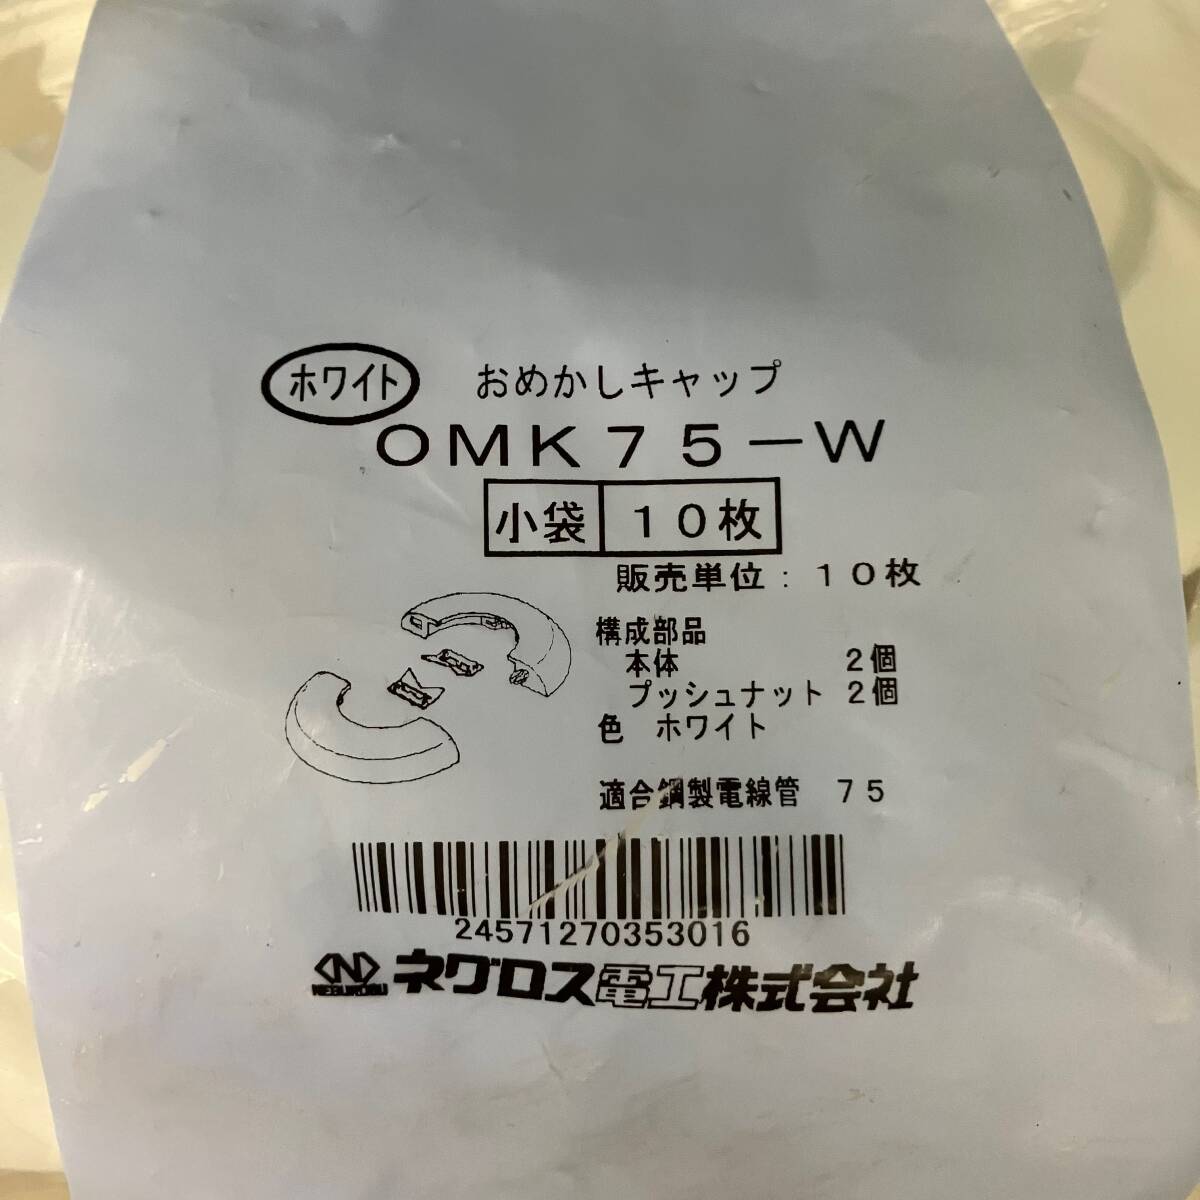 ホワイト おめかしキャップ
OMK75-W
小袋 10枚
販売単位：10枚
構成部品
本体 2個
プッシュナット 2個
色 ホワイト
適合鋼製電線管 75
24571270353016
N NEGUROSU ネグロス電工株式会社